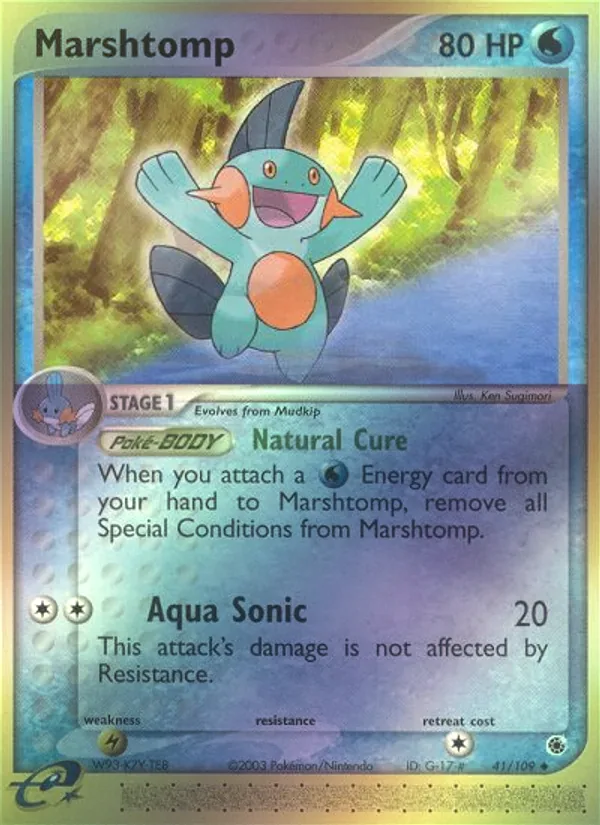 Marshtomp 80 HP
Illus. Ken Sugimori
STAGE 1
Evolves from Mudkip
Poké-BODY Natural Cure
When you attach a Energy card from
your hand to Marshtomp, remove all
Special Conditions from Marshtomp.
Aqua Sonic 20
This attack's damage is not affected by
Resistance.
weakness resistance retreat cost
©2003 Pokémon/Nintendo
41/109
e